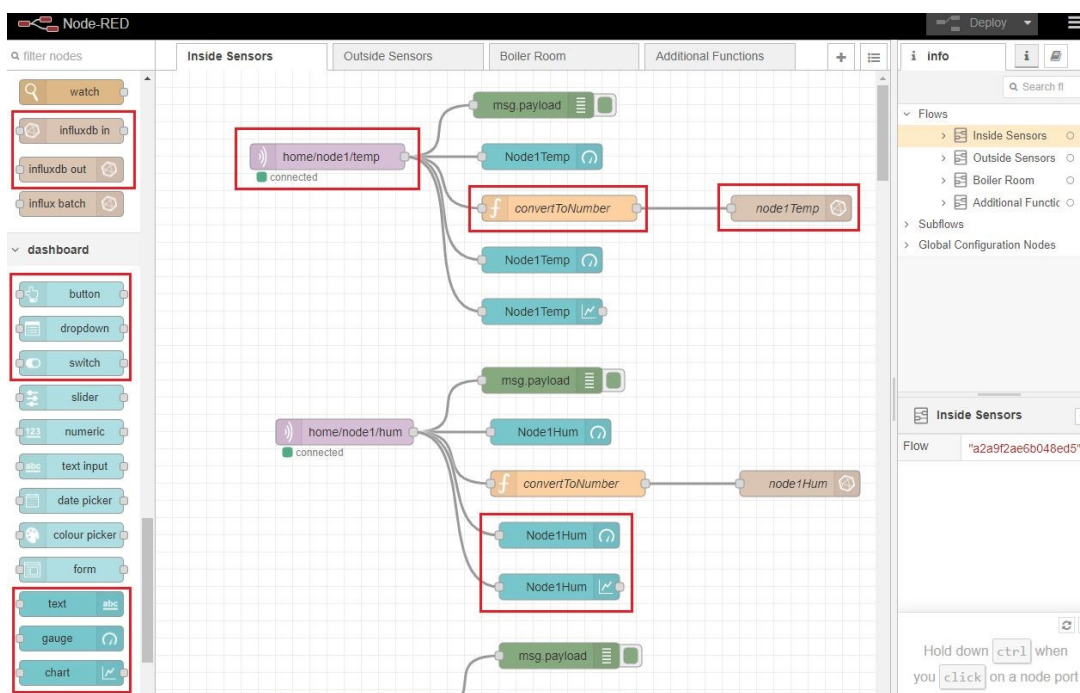 Node-RED
Deploy
filter nodes
watch
influxdb in
influxdb out
influx batch
dashboard
button
dropdown
switch
slider
123
numeric
abc
text input
date picker
colour picker
form
text
abc
gauge
chart
Inside Sensors
Outside Sensors
Boiler Room
Additional Functions
msg.payload
home/node1/temp
connected
Node1Temp
convertToNumber
node1Temp
Node1Temp
Node1Temp
msg.payload
home/node1/hum
connected
Node1Hum
convertToNumber
node1Hum
Node1Hum
Node1Hum
msg.payload
i info
i
Search fl
Flows
Inside Sensors
Outside Sensors
Boiler Room
Additional Functic
Subflows
Global Configuration Nodes
Inside Sensors
Flow "a2a9f2ae6b048ed5"
Hold down ctrl when
you click on a node port